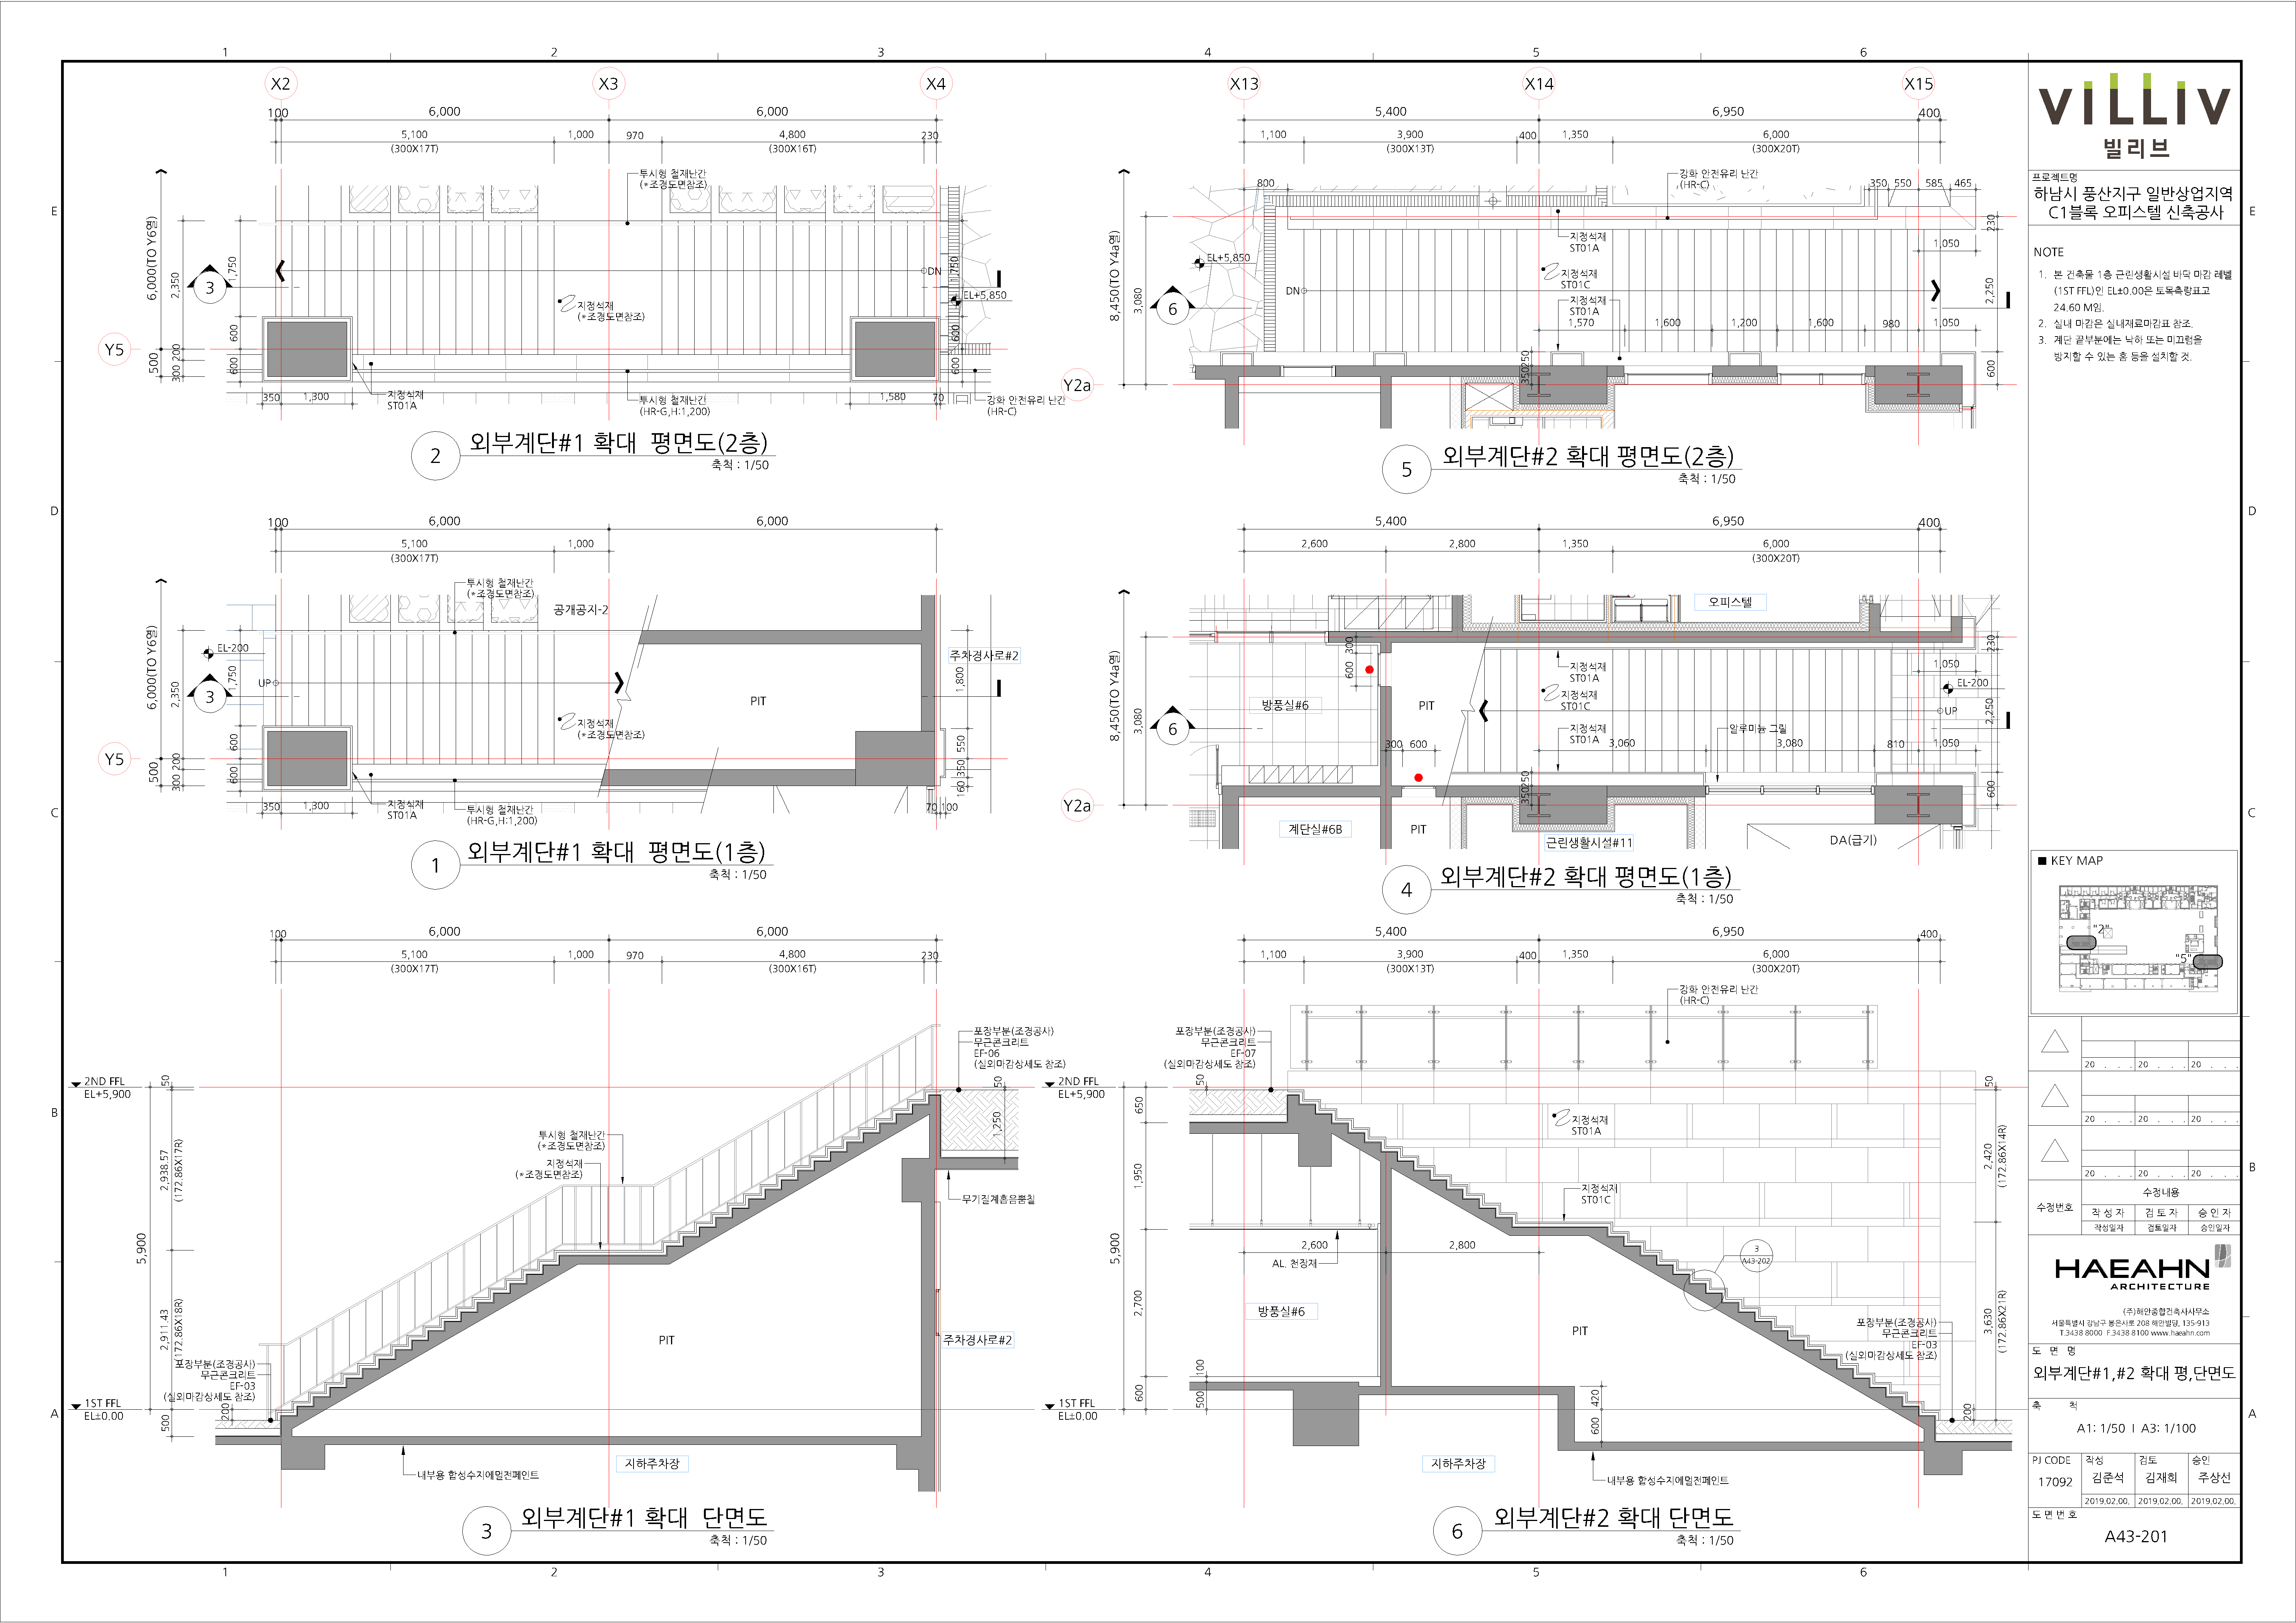 1
2
3
4
5
6
X2
X3
X4
100
6,000
6,000
5,100
1,000
970
4,800
230
(300X17T)
(300X16T)
투시형 철재난간
(*조경도면참조)
6,000(TO Y6열)
2,350
1,750
600
3
DN
1,750
EL+5,850
지정석재
(*조경도면참조)
600
Y5
500
300 200
600
600
350
1,300
지정석재
ST01A
투시형 철재난간
(HR-G,H:1,200)
1,580
70
강화 안전유리 난간
(HR-C)
2
외부계단#1 확대 평면도(2층)
축척 : 1/50
X13
X14
X15
5,400
6,950
400
1,100
3,900
400
1,350
6,000
(300X13T)
(300X20T)
800
강화 안전유리 난간
(HR-C)
350
550
585
465
8,450(TO Y4a열)
3,080
EL+5,850
6
DN
지정석재
ST01A
지정석재
ST01C
지정석재
ST01A
1,570
1,600
1,200
1,600
980
1,050
230
1,050
2,250
600
350 250
Y2a
5
외부계단#2 확대 평면도(2층)
축척 : 1/50
100
6,000
6,000
5,100
1,000
(300X17T)
투시형 철재난간
(*조경도면참조)
공개공지-2
6,000(TO Y6열)
2,350
EL-200
1,750
3
UP
주차경사로#2
1,800
PIT
지정석재
(*조경도면참조)
600
Y5
500
300 200
600
550
350
160
350
1,300
지정석재
ST01A
투시형 철재난간
(HR-G,H:1,200)
70 100
1
외부계단#1 확대 평면도(1층)
축척 : 1/50
5,400
6,950
400
2,600
2,800
1,350
6,000
(300X20T)
오피스텔
8,450(TO Y4a열)
3,080
300
600
방풍실#6
6
PIT
300 600
지정석재
ST01A
지정석재
ST01C
지정석재
ST01A
3,060
알루미늄 그릴
3,080
810
1,050
230
1,050
EL-200
UP
2,250
600
350 250
Y2a
계단실#6B
PIT
근린생활시설#11
DA(급기)
4
외부계단#2 확대 평면도(1층)
축척 : 1/50
100
6,000
6,000
5,100
1,000
970
4,800
230
(300X17T)
(300X16T)
포장부분(조경공사)
무근콘크리트
EF-06
(실외마감상세도 참조)
2ND FFL
EL+5,900
50
50
1,250
투시형 철재난간
(*조경도면참조)
지정석재
(*조경도면참조)
무기질계흡음뿜칠
5,900
2,938.57
(172.86X17R)
2,911.43
(172.86X18R)
PIT
주차경사로#2
포장부분(조경공사)
무근콘크리트
EF-03
(실외마감상세도 참조)
1ST FFL
EL±0.00
200
500
지하주차장
내부용 합성수지에멀전페인트
3
외부계단#1 확대 단면도
축척 : 1/50
5,400
6,950
400
1,100
3,900
400
1,350
6,000
(300X13T)
(300X20T)
강화 안전유리 난간
(HR-C)
포장부분(조경공사)
무근콘크리트
EF-07
(실외마감상세도 참조)
2ND FFL
EL+5,900
50
650
1,950
5,900
2,700
600
500
100
지정석재
ST01A
지정석재
ST01C
2,600
2,800
AL. 천장재
방풍실#6
3
A43-202
PIT
50
2,420
(172.86X14R)
3,630
(172.86X21R)
포장부분(조경공사)
무근콘크리트
EF-03
(실외마감상세도 참조)
200
420
600
1ST FFL
EL±0.00
지하주차장
내부용 합성수지에멀전페인트
6
외부계단#2 확대 단면도
축척 : 1/50
VILLIV
빌리브
프로젝트명
하남시 풍산지구 일반상업지역
C1블록 오피스텔 신축공사
NOTE
1. 본 건축물 1층 근린생활시설 바닥 마감 레벨
(1ST FFL)인 EL±0.00은 토목측량표고
24.60 M임.
2. 실내 마감은 실내재료마감표 참조.
3. 계단 끝부분에는 낙하 또는 미끄럼을
방지할 수 있는 홈 등을 설치할 것.
■ KEY MAP
"2"
"5"
20 . . .
20 . . .
20 . . .
20 . . .
20 . . .
20 . . .
20 . . .
20 . . .
20 . . .
수정번호
수정내용
작 성 자
검 토 자
승 인 자
작성일자
검토일자
승인일자
HAEAHN
ARCHITECTURE
(주)해안종합건축사사무소
서울특별시 강남구 봉은사로 208 해안빌딩, 135-913
T.3438 8000 F.3438 8100 www.haeahn.com
도 면 명
외부계단#1,#2 확대 평,단면도
축 척
A1: 1/50 I A3: 1/100
PJ CODE
작성
검토
승인
17092
김준석
김재희
주상선
2019.02.00.
2019.02.00.
2019.02.00.
도 면 번 호
A43-201
E
D
C
B
A
E
D
C
B
A
1
2
3
4
5
6